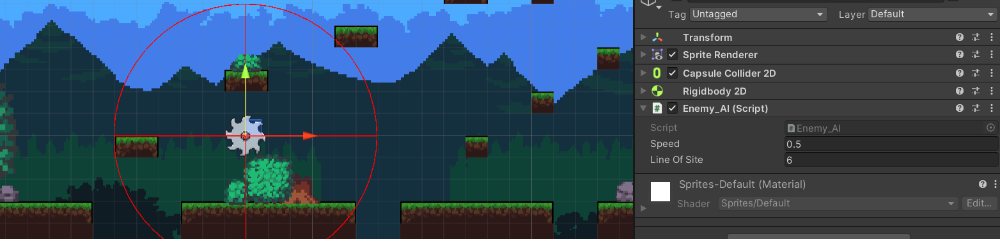 Tag Untagged Layer Default
Transform
Sprite Renderer
Capsule Collider 2D
Rigidbody 2D
# Enemy_AI (Script)
Script # Enemy_AI
Speed 0.5
Line Of Site 6
Sprites-Default (Material)
Shader Sprites/Default Edit...